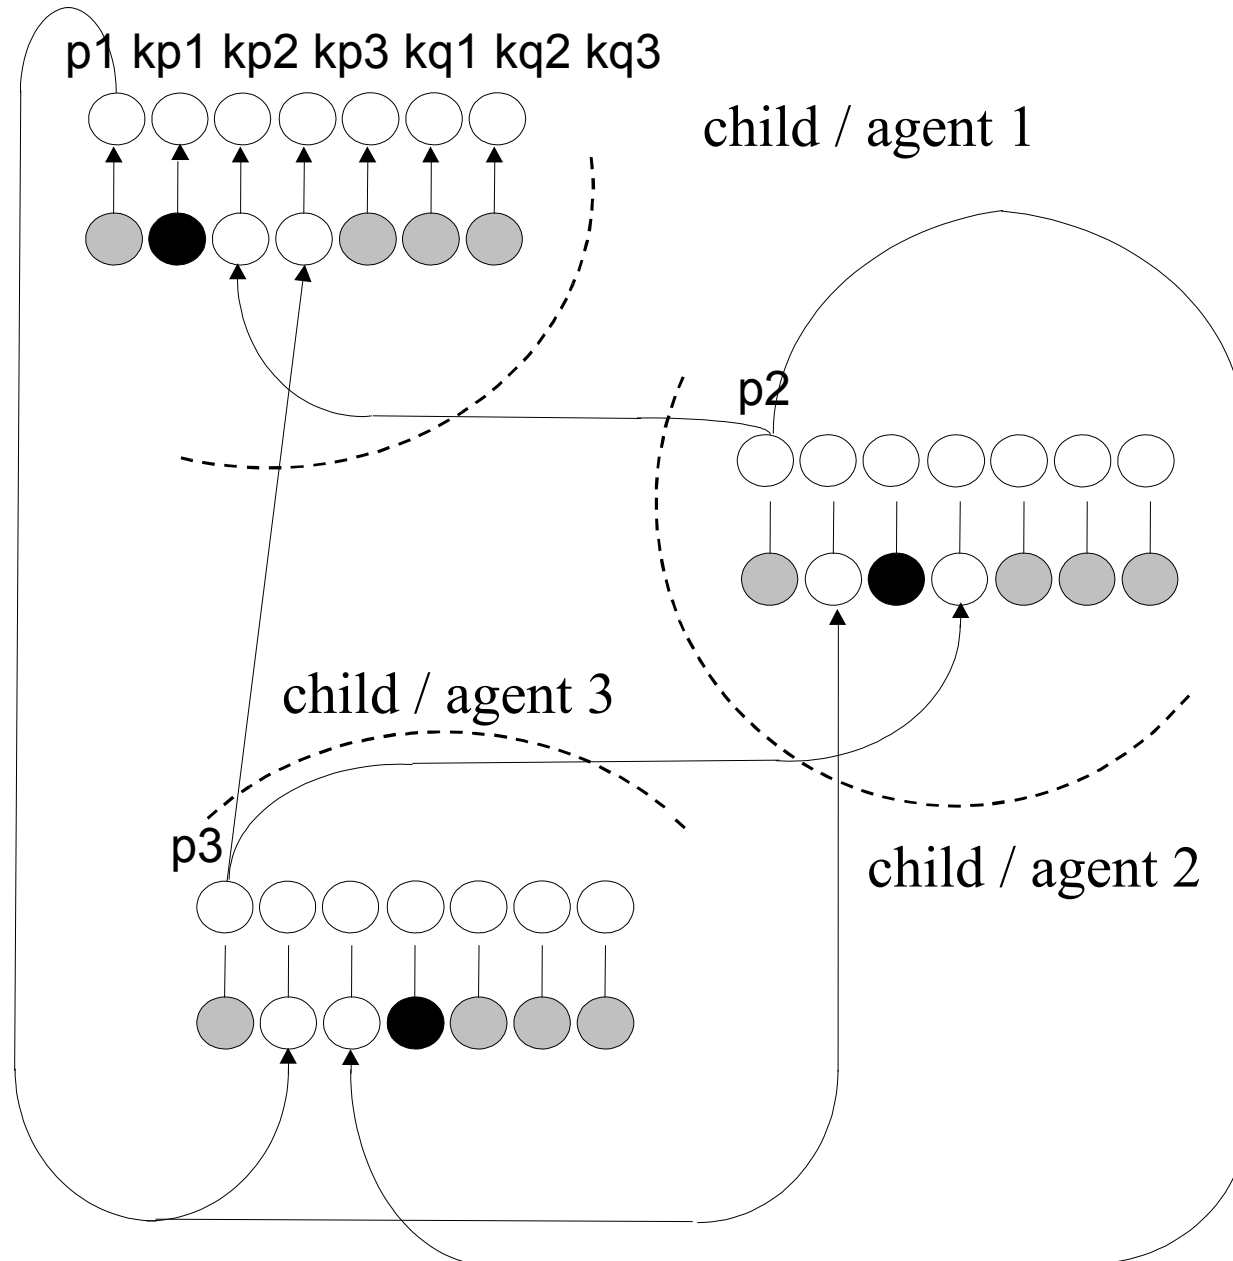 p1 kp1 kp2 kp3 kq1 kq2 kq3
child / agent 1
p2
child / agent 3
p3
child / agent 2